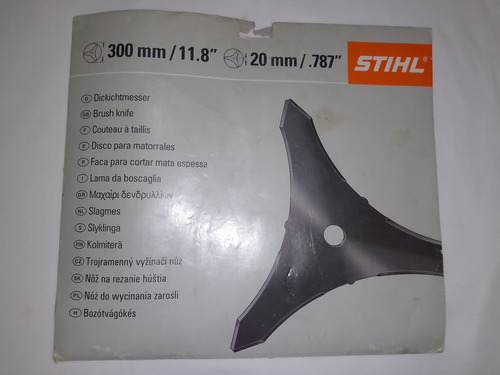 300 mm / 11.8" 20 mm / .787" STIHL®
D Dickichtmesser
GB Brush knife
F Couteau à taillis
E Disco para matorrales
P Faca para cortar mata espessa
I Lama da boscaglia
GR Μαχαίρι δενδρυλλίων
NL Slagmes
S Slyklinga
FIN Kolmiterä
CZ Trojramenný vyžínačí nůž
SK Nôž na rezanie húštia
PL Nóż do wycinania zarośli
H Bozótvágókés